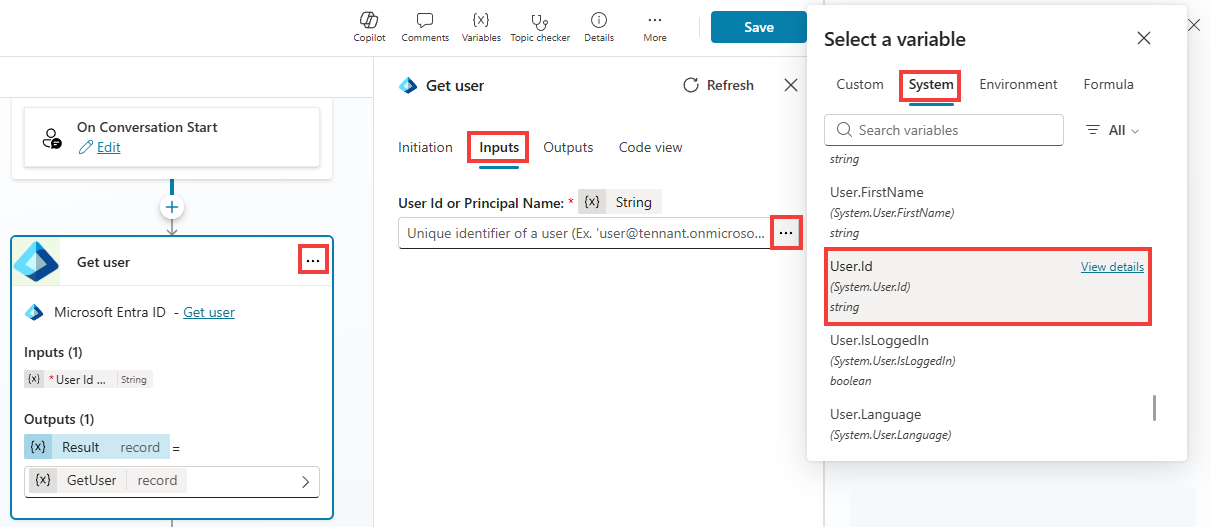 Copilot
Comments
{x}
Variables
Topic checker
Details
More
Save
On Conversation Start
Edit
Get user
Microsoft Entra ID - Get user
Inputs (1)
{x} * User Id ... String
Outputs (1)
{x} Result record =
{x} GetUser record
Get user
Refresh
Initiation
Inputs
Outputs
Code view
User Id or Principal Name: * {x} String
Unique identifier of a user (Ex. 'user@tennant.onmicroso...
Select a variable
Custom
System
Environment
Formula
Search variables
All
string
User.FirstName
(System.User.FirstName)
string
User.Id
View details
(System.User.Id)
string
User.IsLoggedIn
(System.User.IsLoggedIn)
boolean
User.Language
(System.User.Language)